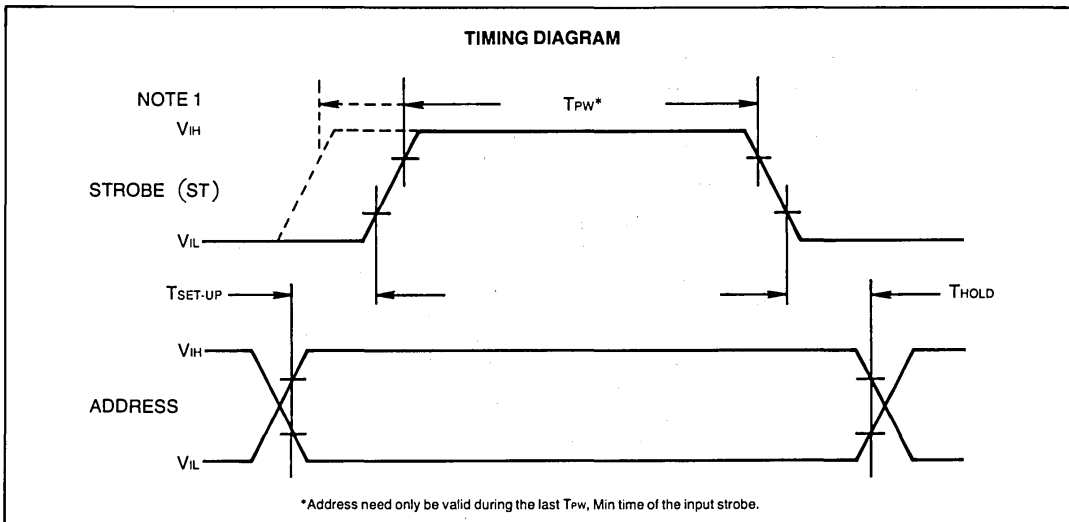 TIMING DIAGRAM
NOTE 1
TPW*
VIH
STROBE (ST)
VIL
TSET-UP
THOLD
VIH
ADDRESS
VIL
*Address need only be valid during the last TPW, Min time of the input strobe.